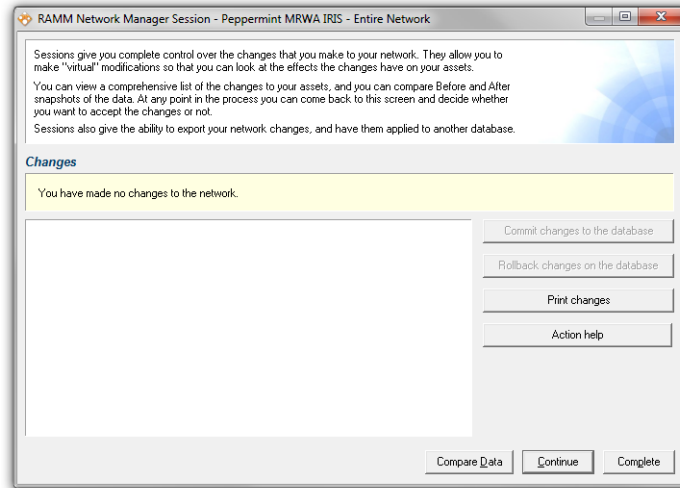 RAMM Network Manager Session - Peppermint MRWA IRIS - Entire Network
Sessions give you complete control over the changes that you make to your network. They allow you to
make "virtual" modifications so that you can look at the effects the changes have on your assets.
You can view a comprehensive list of the changes to your assets, and you can compare Before and After
snapshots of the data. At any point in the process you can come back to this screen and decide whether
you want to accept the changes or not.
Sessions also give the ability to export your network changes, and have them applied to another database.
Changes
You have made no changes to the network.
Commit changes to the database
Rollback changes on the database
Print changes
Action help
Compare Data
Continue
Complete